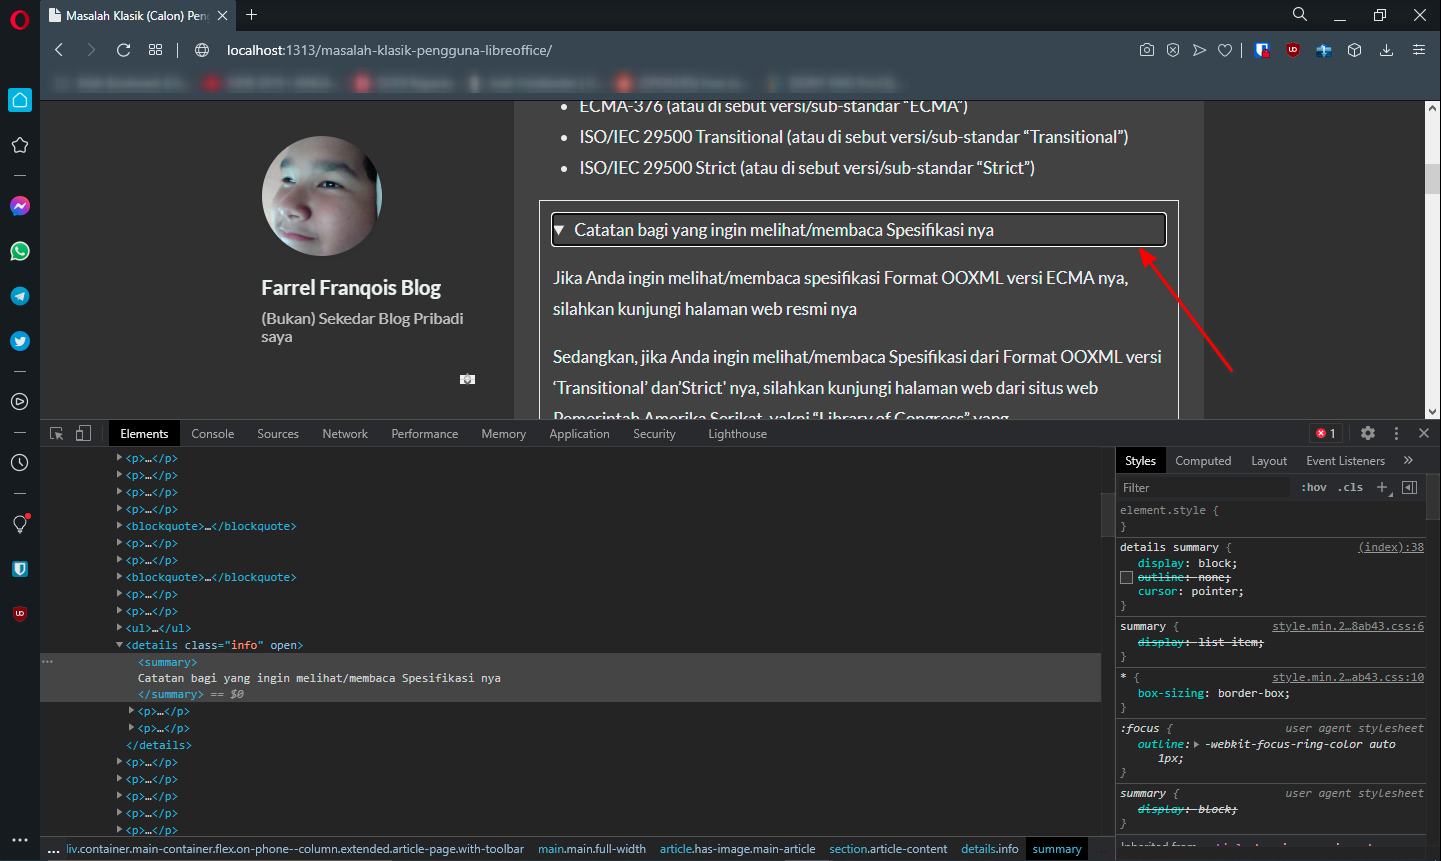 Masalah Klasik (Calon) Peng
localhost:1313/masalah-klasik-pengguna-libreoffice/
ECMA-376 (atau di sebut versi/sub-standar “ECMA”)
ISO/IEC 29500 Transitional (atau di sebut versi/sub-standar “Transitional”)
ISO/IEC 29500 Strict (atau di sebut versi/sub-standar “Strict”)
▼ Catatan bagi yang ingin melihat/membaca Spesifikasi nya
Jika Anda ingin melihat/membaca spesifikasi Format OOXML versi ECMA nya,
silahkan kunjungi halaman web resmi nya
Sedangkan, jika Anda ingin melihat/membaca Spesifikasi dari Format OOXML versi
‘Transitional’ dan’Strict' nya, silahkan kunjungi halaman web dari situs web
Pemerintah Amerika Serikat, yakni “Library of Congress” yang
Farrel Franqois Blog
(Bukan) Sekedar Blog Pribadi
saya
Elements Console Sources Network Performance Memory Application Security Lighthouse 1
<p>…</p>
<p>…</p>
<p>…</p>
<p>…</p>
<blockquote>…</blockquote>
<p>…</p>
<p>…</p>
<blockquote>…</blockquote>
<p>…</p>
<p>…</p>
<ul>…</ul>
<details class="info" open>
<summary>
Catatan bagi yang ingin melihat/membaca Spesifikasi nya
</summary> == $0
<p>…</p>
<p>…</p>
</details>
<p>…</p>
<p>…</p>
<p>…</p>
<p>…</p>
<p>…</p>
... liv.container.main-container.flex.on-phone--column.extended.article-page.with-toolbar main.main.full-width article.has-image.main-article section.article-content details.info summary
Styles Computed Layout Event Listeners »
Filter :hov .cls +
element.style {
}
details summary { (index):38
display: block;
outline: none;
cursor: pointer;
}
summary { style.min.2…8ab43.css:6
display: list-item;
}
* { style.min.2…ab43.css:10
box-sizing: border-box;
}
:focus { user agent stylesheet
outline: -webkit-focus-ring-color auto
1px;
}
summary { user agent stylesheet
display: block;
}